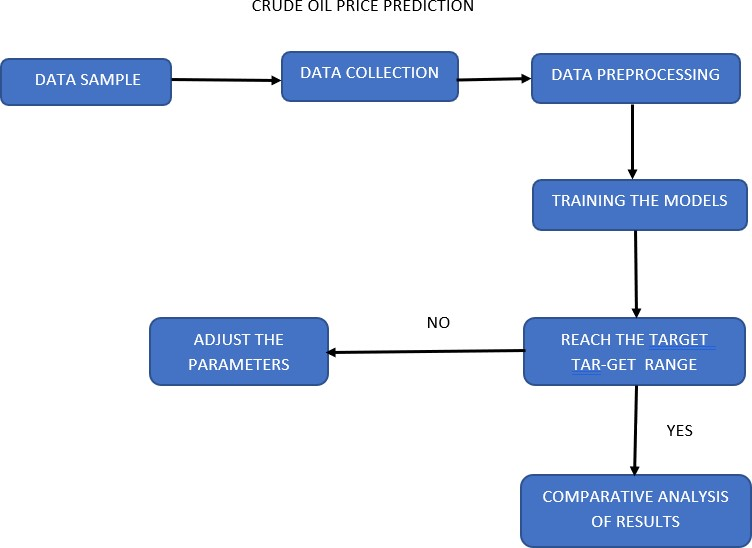 CRUDE OIL PRICE PREDICTION
DATA SAMPLE
DATA COLLECTION
DATA PREPROCESSING
TRAINING THE MODELS
REACH THE TARGET
TAR-GET RANGE
NO
ADJUST THE
PARAMETERS
YES
COMPARATIVE ANALYSIS
OF RESULTS